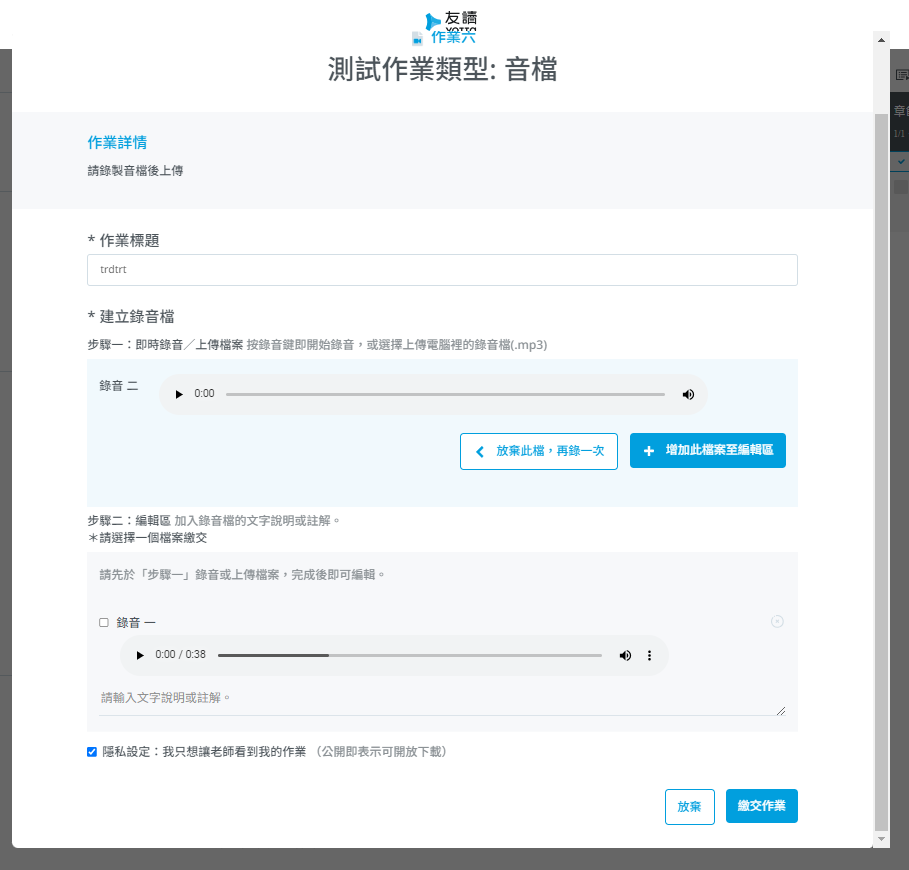 友讀
作業六
測試作業類型: 音檔
作業詳情
請錄製音檔後上傳
* 作業標題
trdtrt
* 建立錄音檔
步驟一：即時錄音／上傳檔案 按錄音鍵即開始錄音，或選擇上傳電腦裡的錄音檔(.mp3)
錄音 二
0:00
放棄此檔，再錄一次
增加此檔案至編輯區
步驟二：編輯區 加入錄音檔的文字說明或註解。
＊請選擇一個檔案繳交
請先於「步驟一」錄音或上傳檔案，完成後即可編輯。
錄音 一
0:00 / 0:38
請輸入文字說明或註解。
隱私設定：我只想讓老師看到我的作業 （公開即表示可開放下載）
放棄
繳交作業
1/1